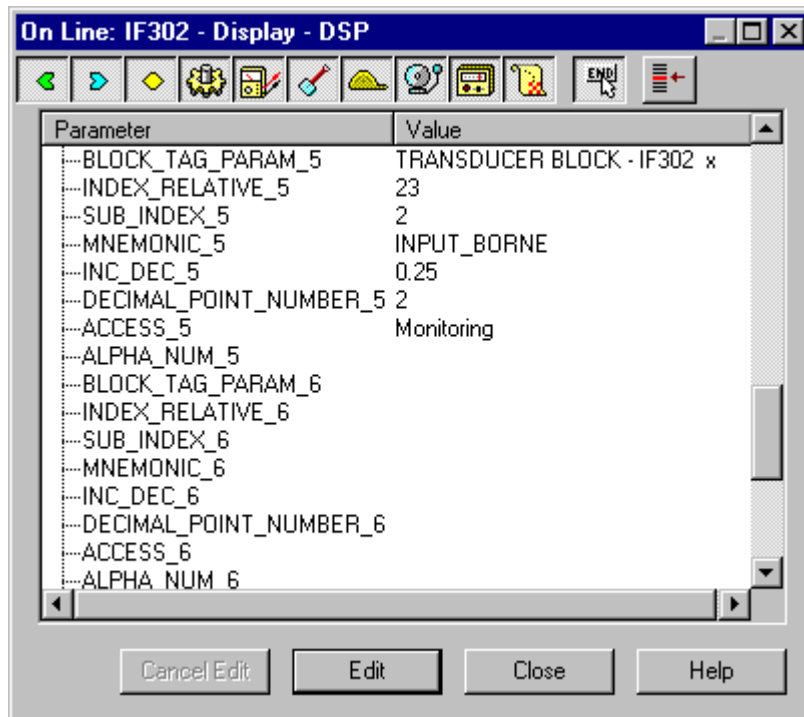 On Line: IF302 - Display - DSP
END
Parameter Value
BLOCK_TAG_PARAM_5 TRANSDUCER BLOCK - IF302 x
INDEX_RELATIVE_5 23
SUB_INDEX_5 2
MNEMONIC_5 INPUT_BORNE
INC_DEC_5 0.25
DECIMAL_POINT_NUMBER_5 2
ACCESS_5 Monitoring
ALPHA_NUM_5
BLOCK_TAG_PARAM_6
INDEX_RELATIVE_6
SUB_INDEX_6
MNEMONIC_6
INC_DEC_6
DECIMAL_POINT_NUMBER_6
ACCESS_6
ALPHA_NUM_6
Cancel Edit Edit Close Help